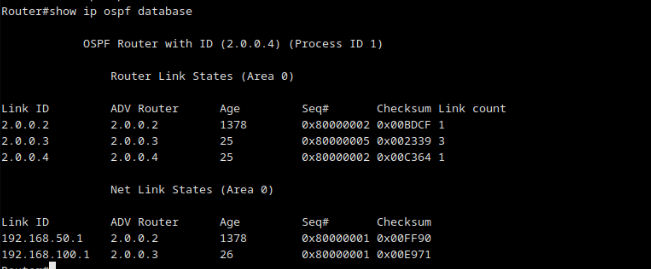 Router#show ip ospf database
OSPF Router with ID (2.0.0.4) (Process ID 1)
Router Link States (Area 0)
Link ID ADV Router Age Seq# Checksum Link count
2.0.0.2 2.0.0.2 1378 0x80000002 0x00BDCF 1
2.0.0.3 2.0.0.3 25 0x80000005 0x002339 3
2.0.0.4 2.0.0.4 25 0x80000002 0x00C364 1
Net Link States (Area 0)
Link ID ADV Router Age Seq# Checksum
192.168.50.1 2.0.0.2 1378 0x80000001 0x00FF90
192.168.100.1 2.0.0.3 26 0x80000001 0x00E971
Router#